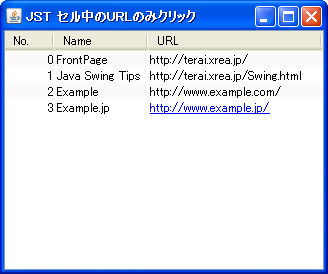 JST セル中のURLのみクリック
No. Name URL
0 FrontPage http://terai.xrea.jp/
1 Java Swing Tips http://terai.xrea.jp/Swing.html
2 Example http://www.example.com/
3 Example.jp http://www.example.jp/